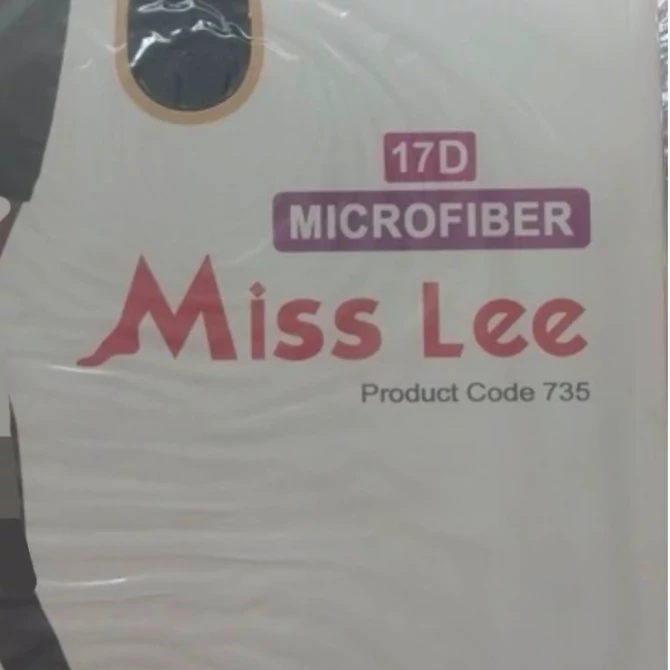 17D
MICROFIBER
Miss Lee
Product Code 735